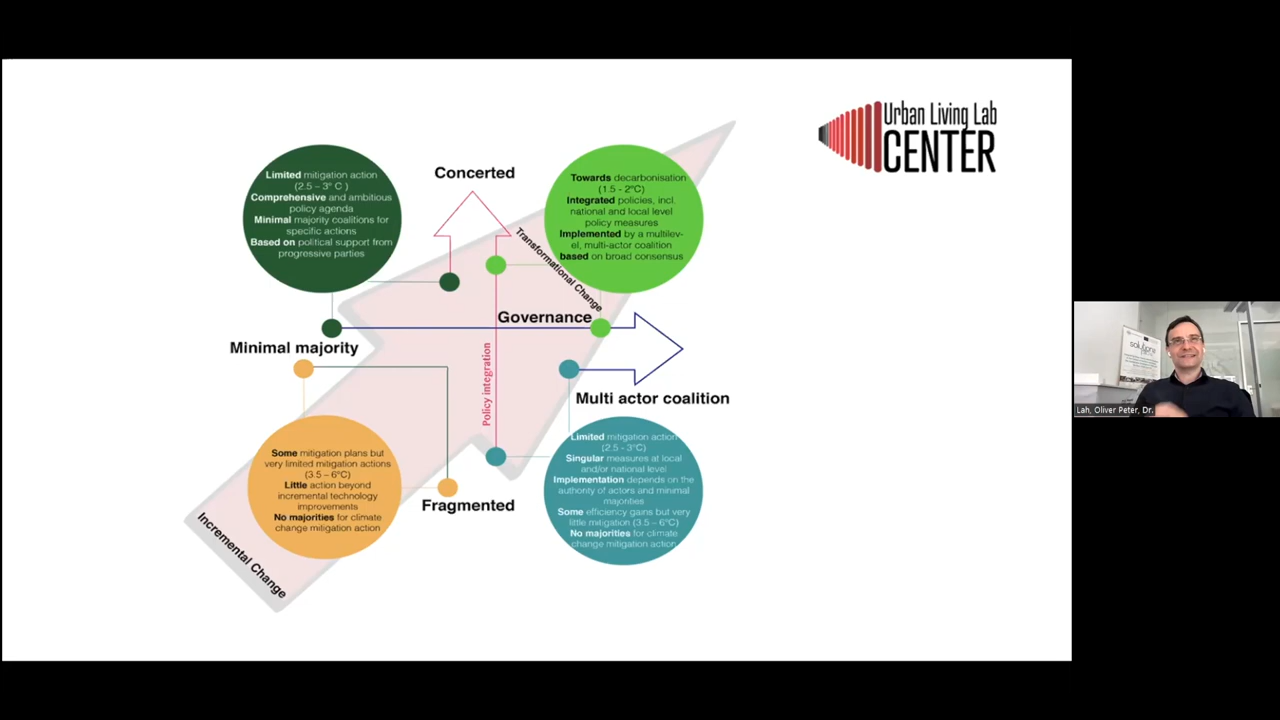 Urban Living Lab
CENTER
Concerted
Limited mitigation action
(2.5 – 3º C )
Comprehensive and ambitious
policy agenda
Minimal majority coalitions for
specific actions
Based on political support from
progressive parties
Towards decarbonisation
(1.5 - 2ºC)
Integrated policies, incl.
national and local level
policy measures
Implemented by a multilev-
el, multi-actor coalition
based on broad consensus
Transformational Change
Governance
Minimal majority
Policy integration
Multi actor coalition
Some mitigation plans but
very limited mitigation actions
(3.5 – 6ºC)
Little action beyond
incremental technology
improvements
No majorities for climate
change mitigation action
Fragmented
Limited mitigation action
(2.5 - 3ºC)
Singular measures at local
and/or national level
Implementation depends on the
authority of actors and minimal
majorities
Some efficiency gains but very
little mitigation (3.5 – 6ºC)
No majorities for climate
change mitigation action
Incremental Change
solutions
Lah, Oliver Peter, Dr.